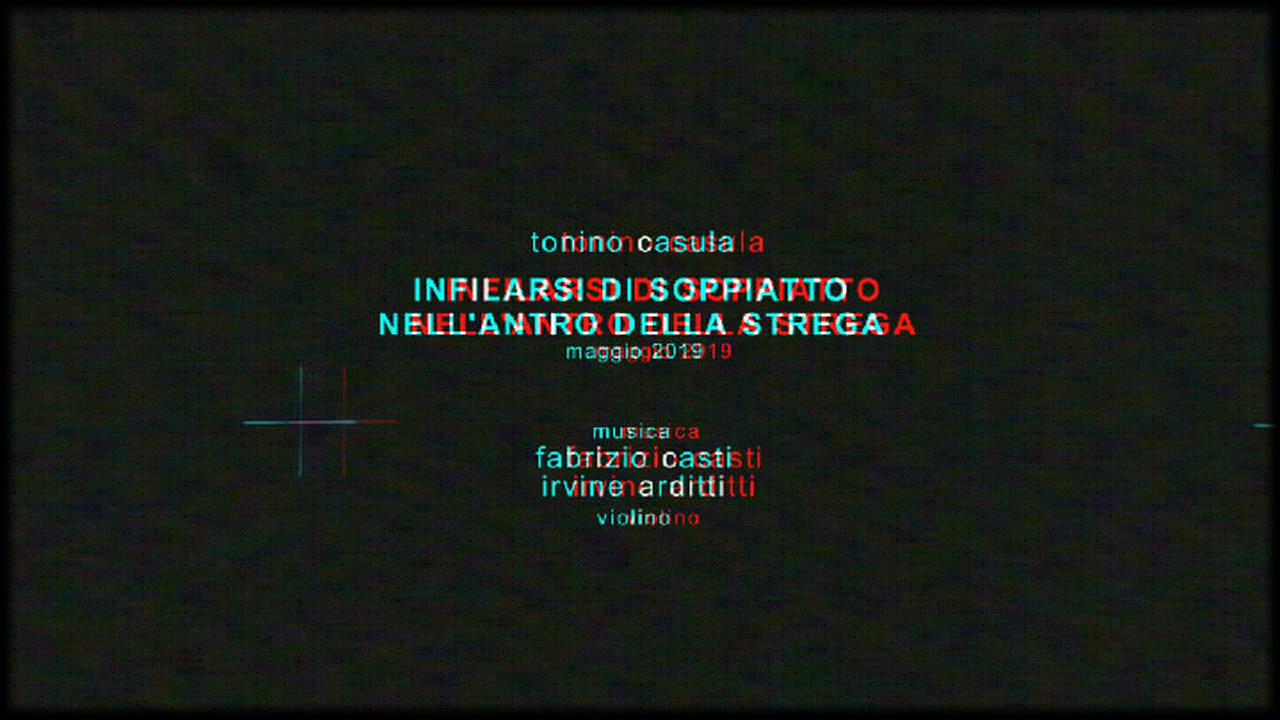 tonino casula
INFILARSI DI SOPPIATTO
NELL'ANTRO DELLA STREGA
maggio 2019
musica
fabrizio casti
irvine arditti
violino